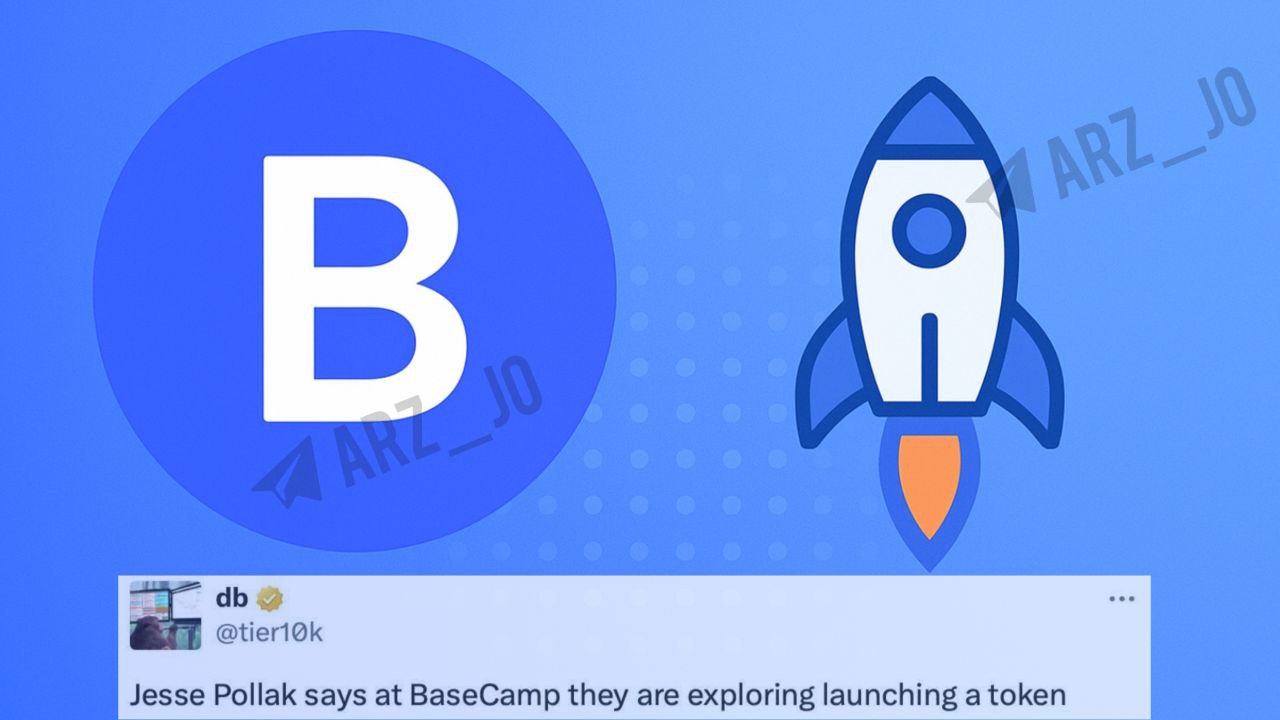 B
ARZ_JO
ARZ_JO
db
@tier10k
Jesse Pollak says at BaseCamp they are exploring launching a token